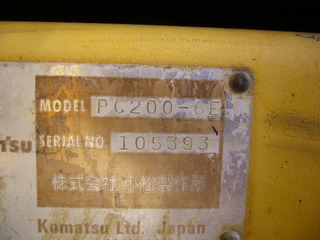 MODEL PC200-6E
SERIAL NO. 105393
株式会社 小松製作所
Komatsu Ltd. Japan